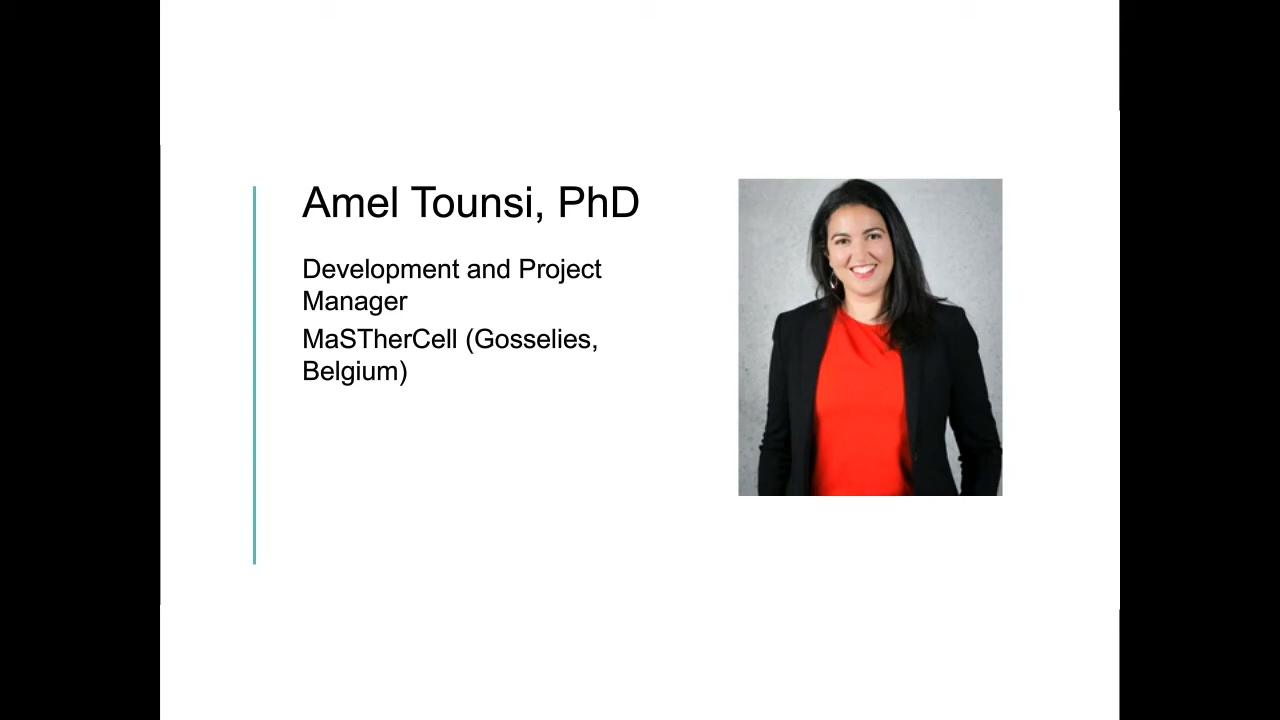 Amel Tounsi, PhD
Development and Project
Manager
MaSTherCell (Gosselies,
Belgium)